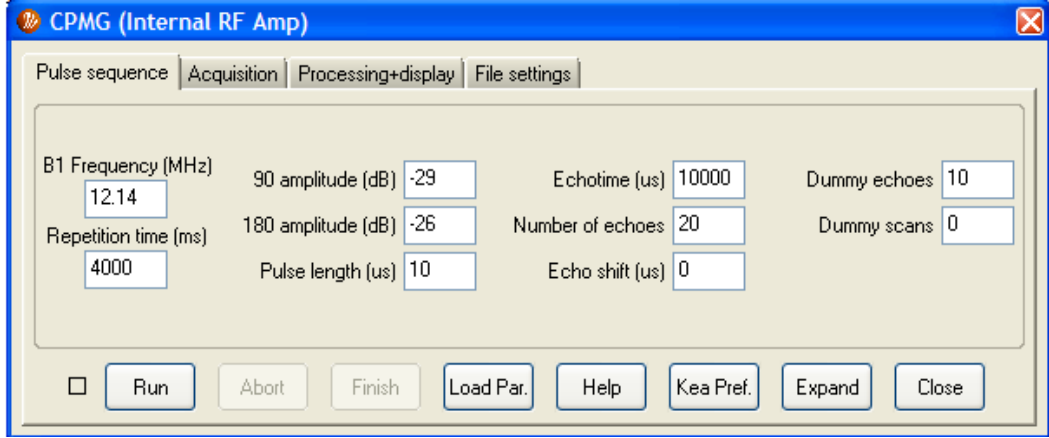 CPMG (Internal RF Amp)
Pulse sequence Acquisition Processing+display File settings
B1 Frequency (MHz)
12.14
Repetition time (ms)
4000
90 amplitude (dB) -29
180 amplitude (dB) -26
Pulse length (us) 10
Echotime (us) 10000
Number of echoes 20
Echo shift (us) 0
Dummy echoes 10
Dummy scans 0
Run Abort Finish Load Par. Help Kea Pref. Expand Close